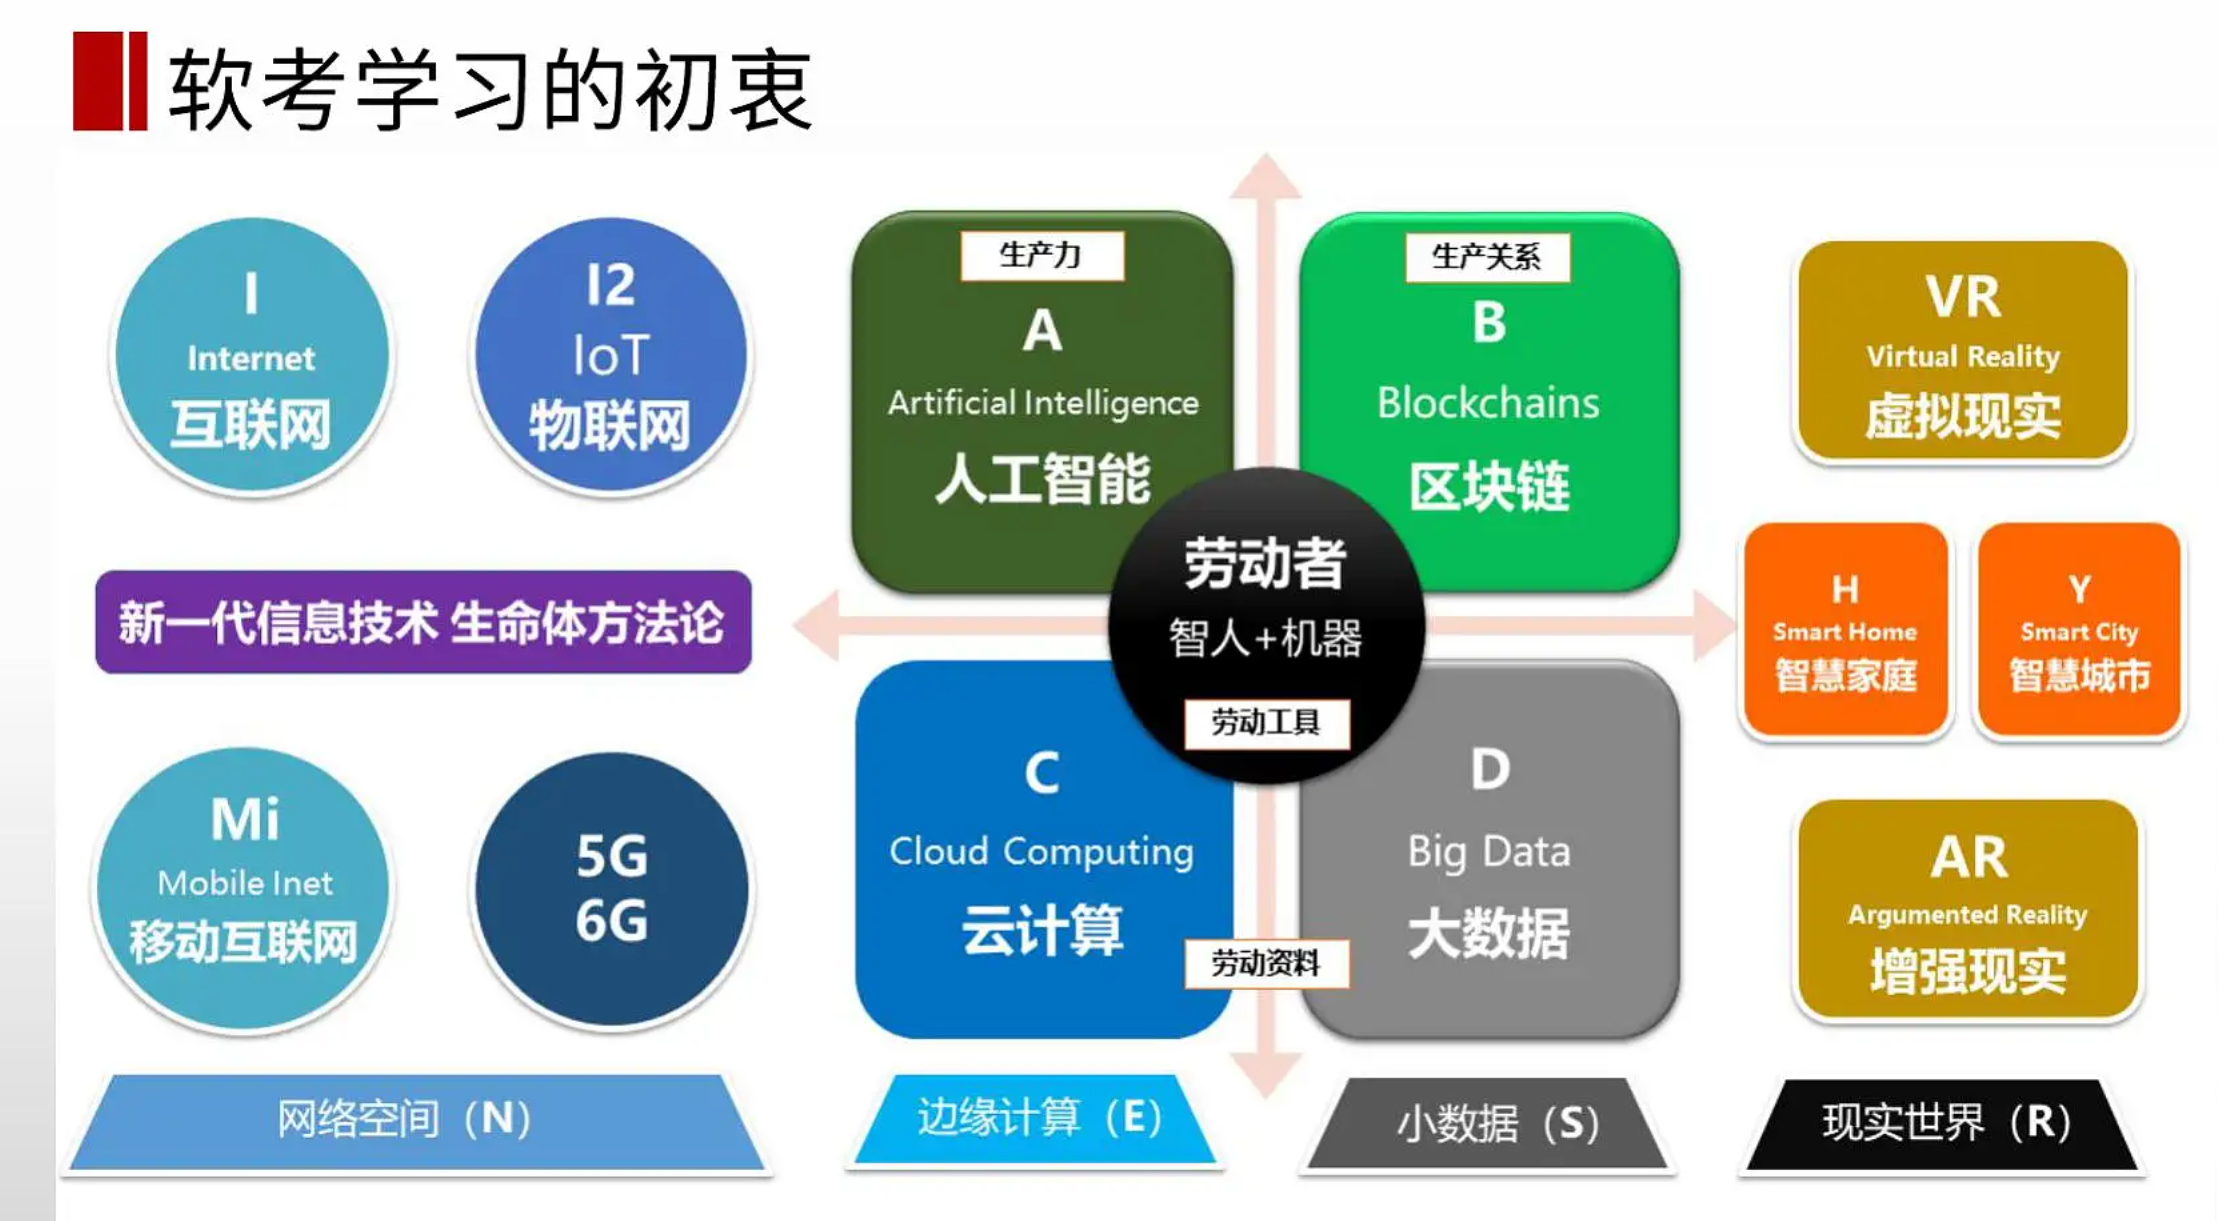 软考学习的初衷
I
Internet
互联网
I2
IoT
物联网
新一代信息技术 生命体方法论
Mi
Mobile Inet
移动互联网
5G
6G
网络空间（N）
生产力
A
Artificial Intelligence
人工智能
生产关系
B
Blockchains
区块链
劳动者
智人+机器
劳动工具
C
Cloud Computing
云计算
D
Big Data
大数据
劳动资料
边缘计算（E）
小数据（S）
VR
Virtual Reality
虚拟现实
H
Smart Home
智慧家庭
Y
Smart City
智慧城市
AR
Argumented Reality
增强现实
现实世界（R）